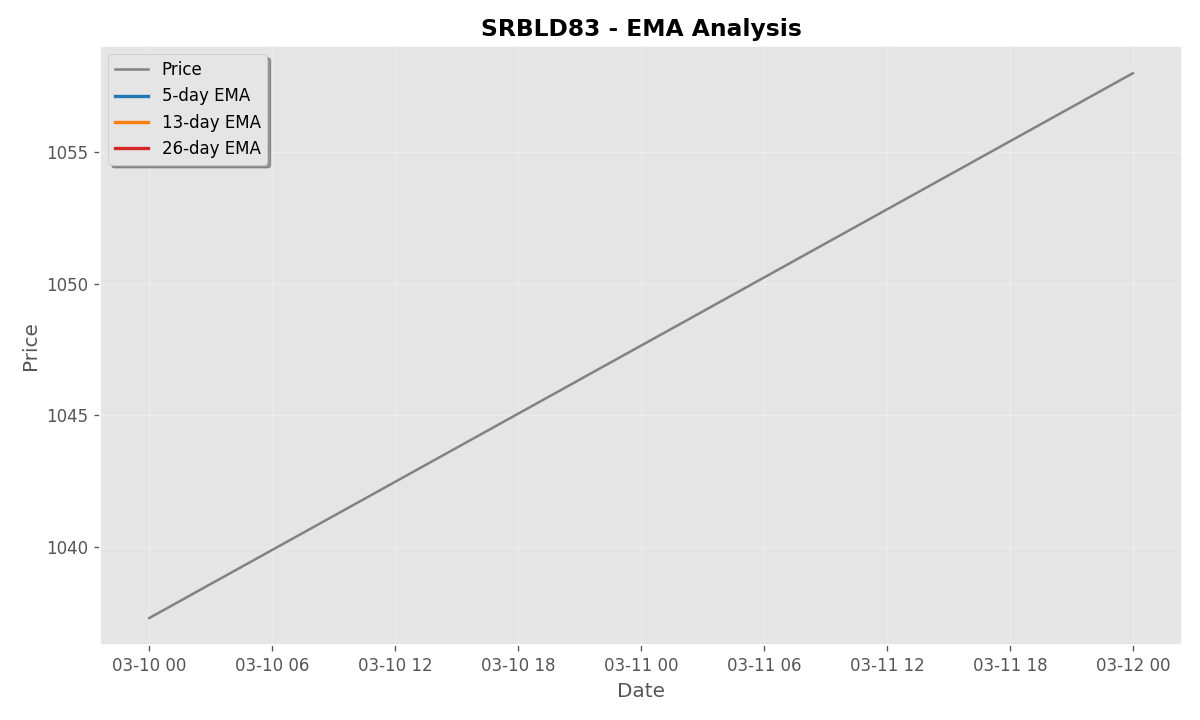 SRBLD83 - EMA Analysis
Price
5-day EMA
13-day EMA
26-day EMA
1055
1050
1045
1040
Price
03-10 00
03-10 06
03-10 12
03-10 18
03-11 00
03-11 06
03-11 12
03-11 18
03-12 00
Date